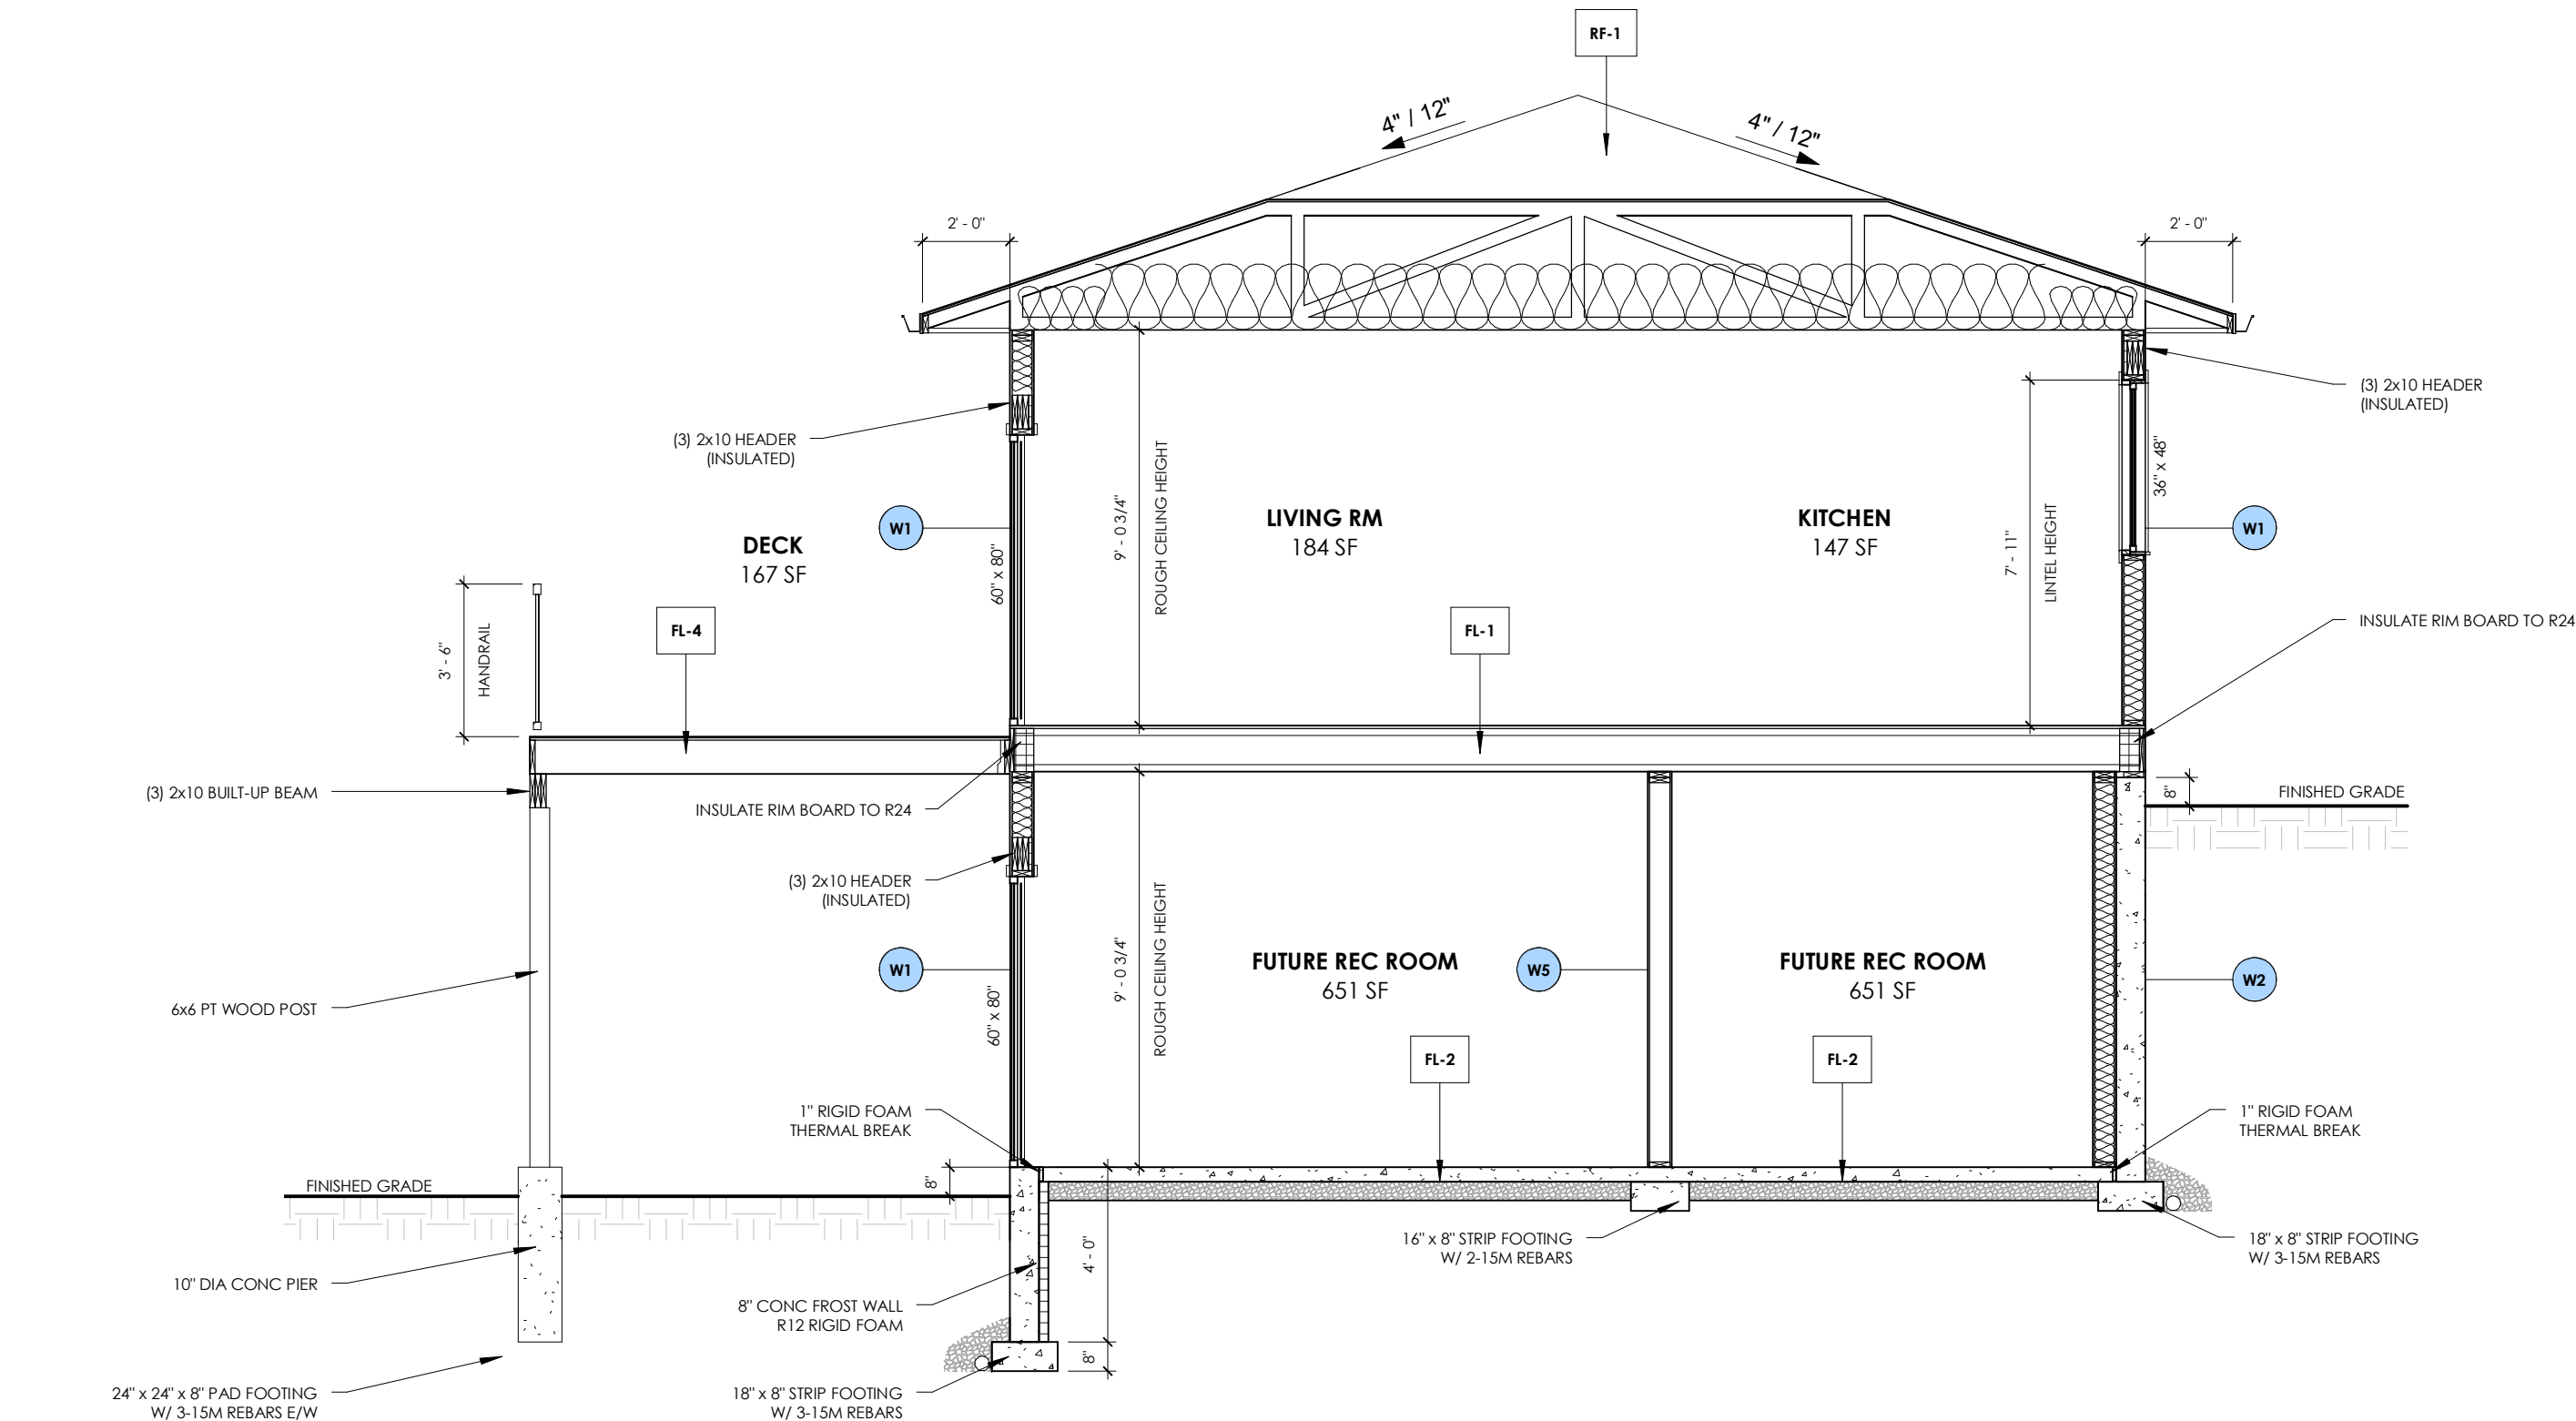 RF-1
4" / 12"
4" / 12"
2' - 0"
2' - 0"
(3) 2x10 HEADER
(INSULATED)
(3) 2x10 HEADER
(INSULATED)
36" x 48"
W1
W1
DECK
167 SF
60" x 80"
9' - 0 3/4"
ROUGH CEILING HEIGHT
LIVING RM
184 SF
KITCHEN
147 SF
7' - 11"
LINTEL HEIGHT
INSULATE RIM BOARD TO R24
3' - 6"
HANDRAIL
FL-4
FL-1
(3) 2x10 BUILT-UP BEAM
INSULATE RIM BOARD TO R24
8"
FINISHED GRADE
(3) 2x10 HEADER
(INSULATED)
W1
60" x 80"
9' - 0 3/4"
ROUGH CEILING HEIGHT
FUTURE REC ROOM
651 SF
W5
FUTURE REC ROOM
651 SF
W2
6x6 PT WOOD POST
FL-2
FL-2
1" RIGID FOAM
THERMAL BREAK
1" RIGID FOAM
THERMAL BREAK
FINISHED GRADE
8"
4' - 0"
16" x 8" STRIP FOOTING
W/ 2-15M REBARS
18" x 8" STRIP FOOTING
W/ 3-15M REBARS
10" DIA CONC PIER
8" CONC FROST WALL
R12 RIGID FOAM
8"
24" x 24" x 8" PAD FOOTING
W/ 3-15M REBARS E/W
18" x 8" STRIP FOOTING
W/ 3-15M REBARS